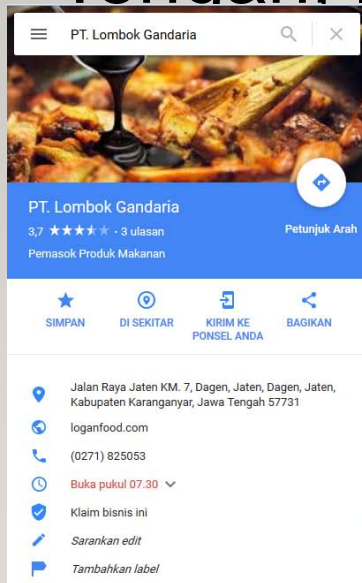 PT. Lombok Gandaria
PT. Lombok Gandaria
3,7 - 3 ulasan
Petunjuk Arah
Pemasok Produk Makanan
SIMPAN
DI SEKITAR
KIRIM KE
PONSEL ANDA
BAGIKAN
Jalan Raya Jaten KM. 7, Dagen, Jaten, Dagen, Jaten,
Kabupaten Karanganyar, Jawa Tengah 57731
loganfood.com
(0271) 825053
Buka pukul 07.30
Klaim bisnis ini
Sarankan edit
Tambahkan label